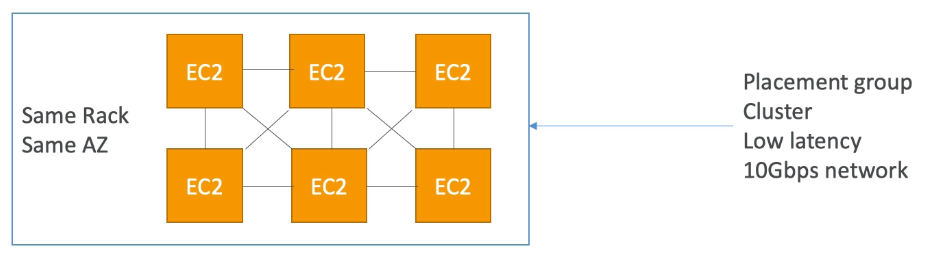 EC2 EC2 EC2
Same Rack
Same AZ
EC2 EC2 EC2
Placement group
Cluster
Low latency
10Gbps network